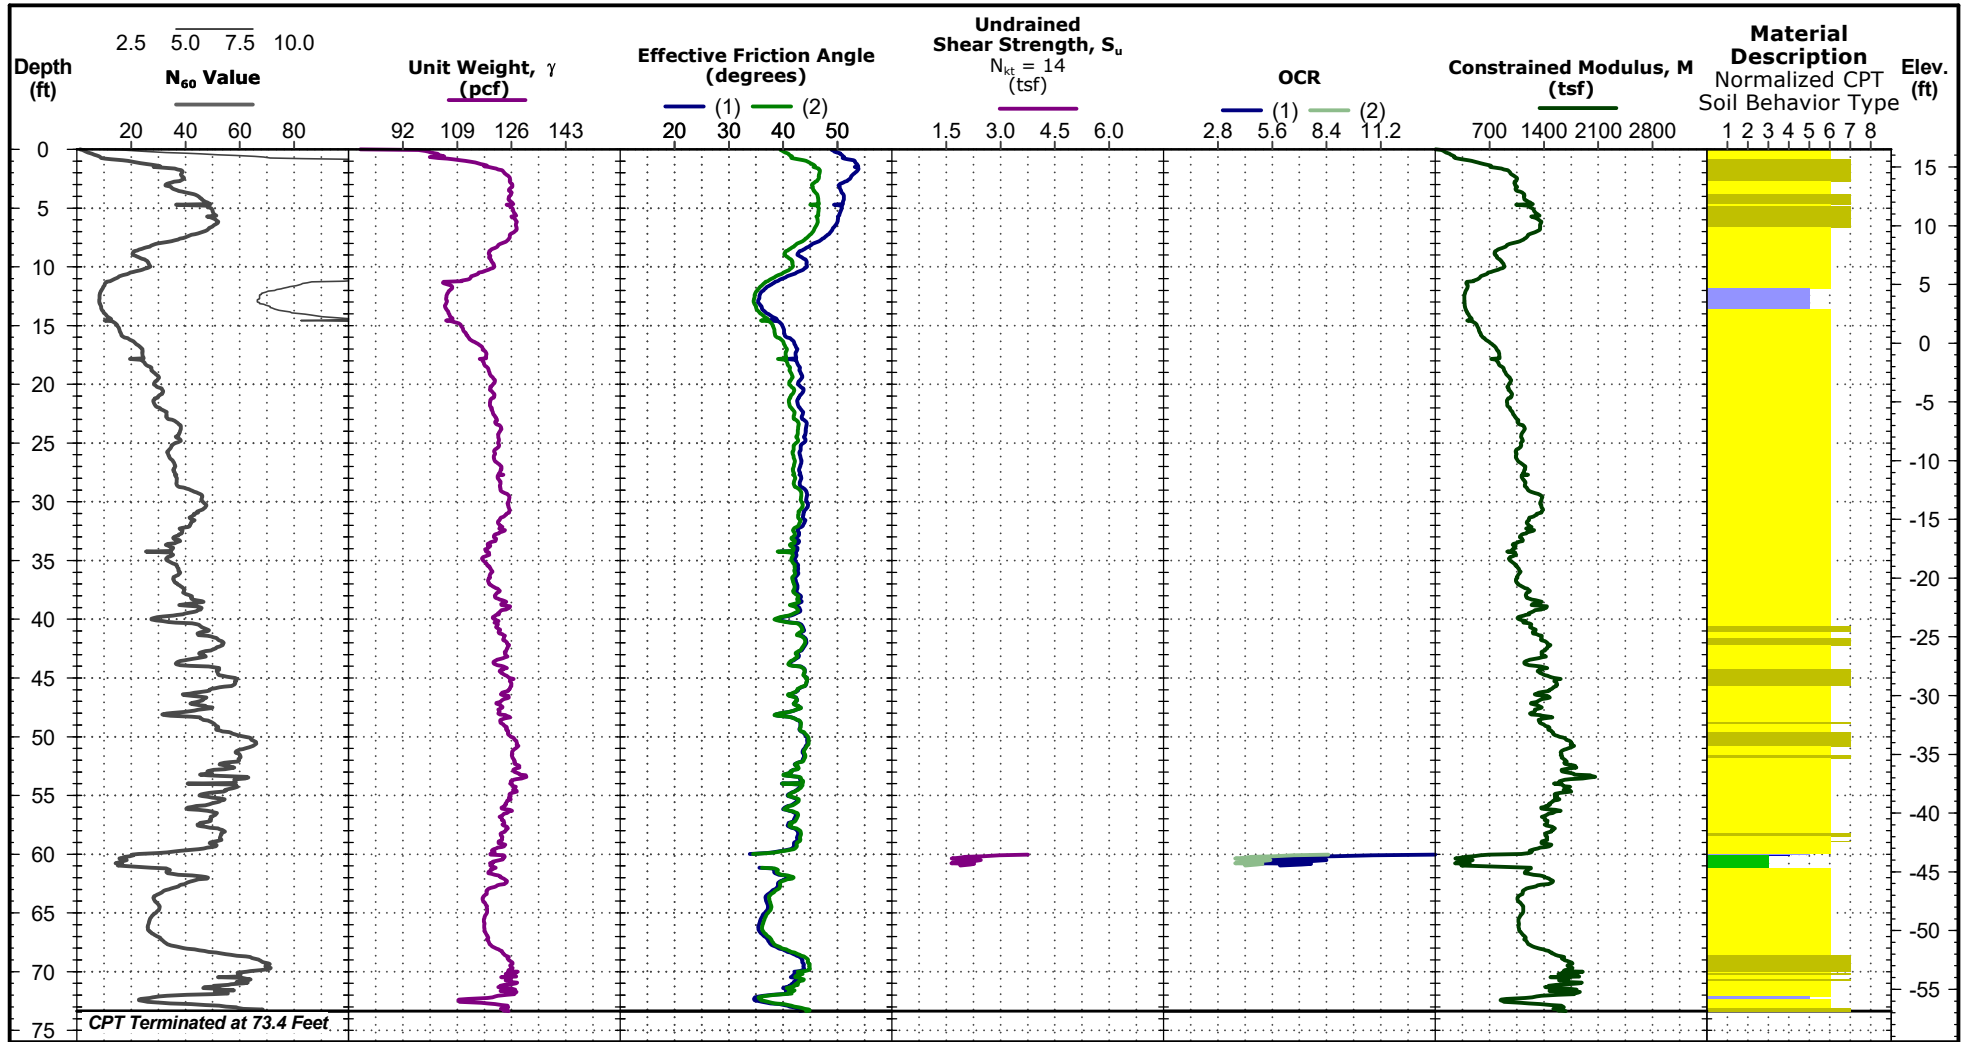 2.5 5.0 7.5 10.0
Depth
(ft)
N60 Value
20 40 60 80
Unit Weight, γ
(pcf)
92 109 126 143
Effective Friction Angle
(degrees)
(1) (2)
20 30 40 50
Undrained
Shear Strength, Su
Nkt = 14
(tsf)
1.5 3.0 4.5 6.0
OCR
(1) (2)
2.8 5.6 8.4 11.2
Constrained Modulus, M
(tsf)
700 1400 2100 2800
Material
Description
Normalized CPT
Soil Behavior Type
1 2 3 4 5 6 7 8
Elev.
(ft)
0
5
10
15
20
25
30
35
40
45
50
55
60
65
70
75
15
10
5
0
-5
-10
-15
-20
-25
-30
-35
-40
-45
-50
-55
CPT Terminated at 73.4 Feet